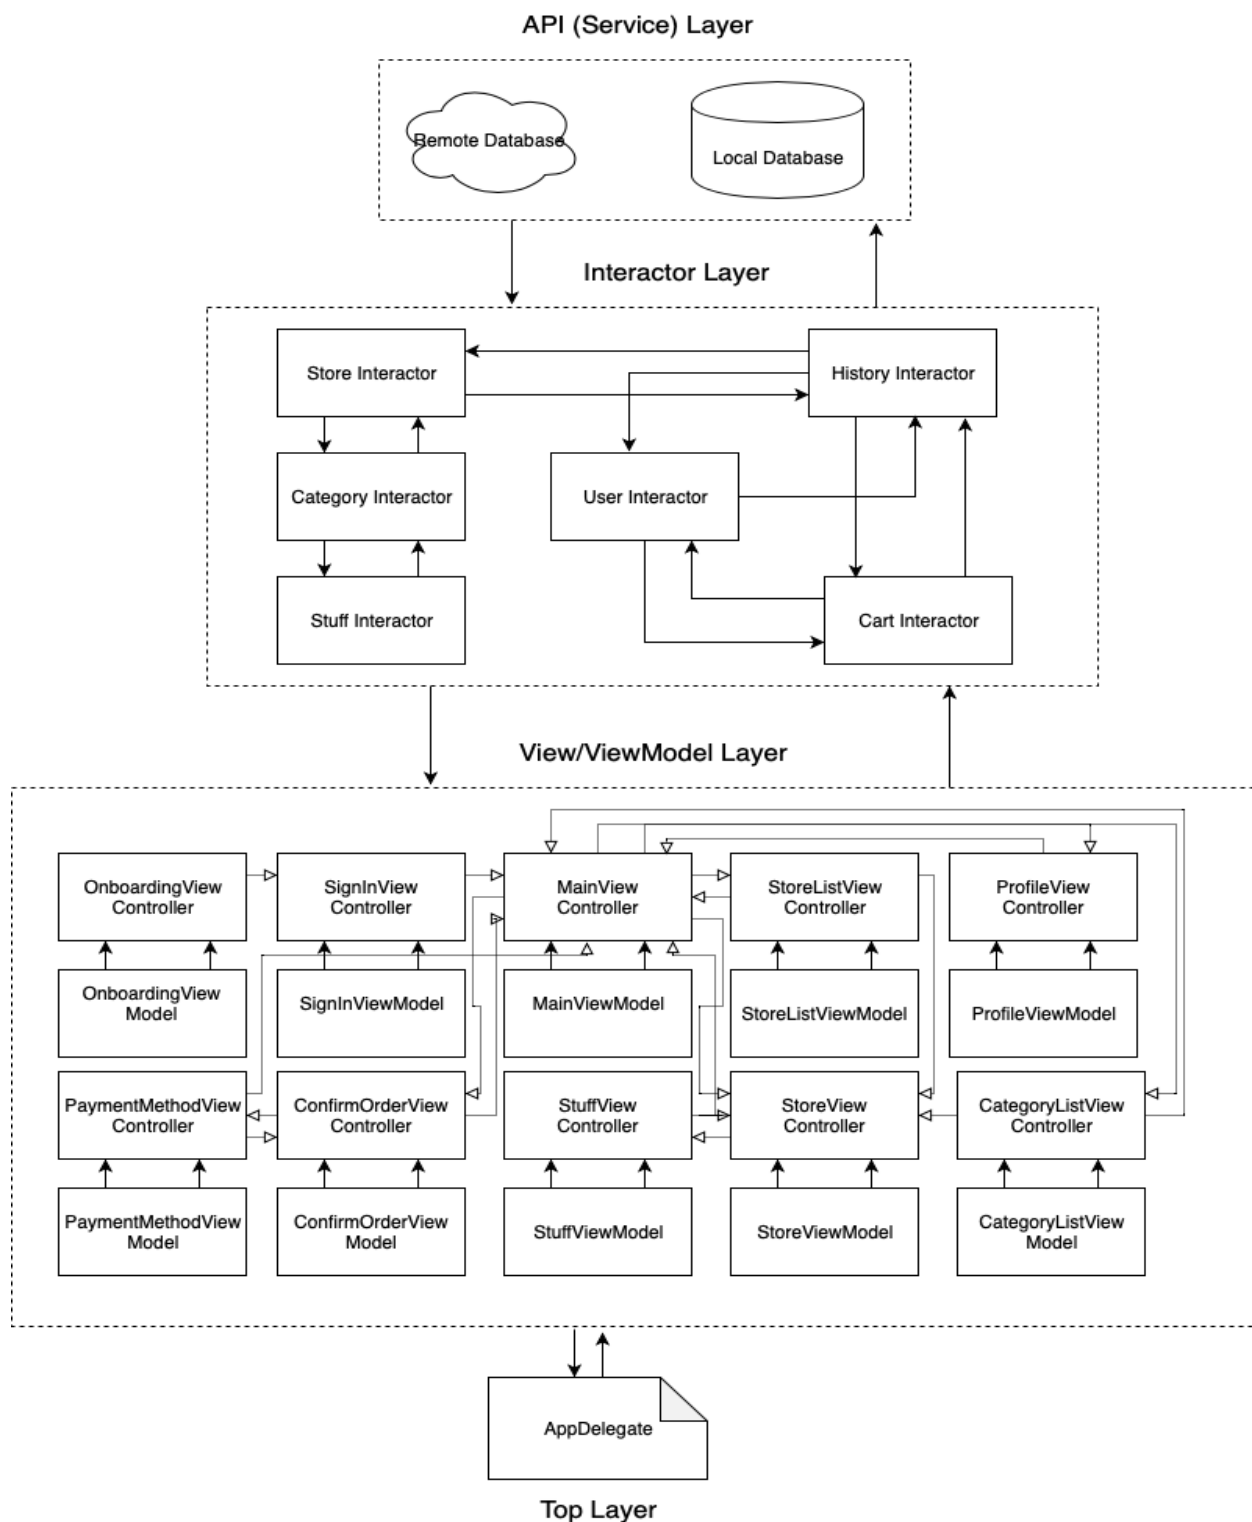 API (Service) Layer
Remote Database
Local Database
Interactor Layer
Store Interactor
History Interactor
Category Interactor
User Interactor
Stuff Interactor
Cart Interactor
View/ViewModel Layer
OnboardingView
Controller
SignInView
Controller
MainView
Controller
StoreListView
Controller
ProfileView
Controller
OnboardingView
Model
SignInViewModel
MainViewModel
StoreListViewModel
ProfileViewModel
PaymentMethodView
Controller
ConfirmOrderView
Controller
StuffView
Controller
StoreView
Controller
CategoryListView
Controller
PaymentMethodView
Model
ConfirmOrderView
Model
StuffViewModel
StoreViewModel
CategoryListView
Model
AppDelegate
Top Layer